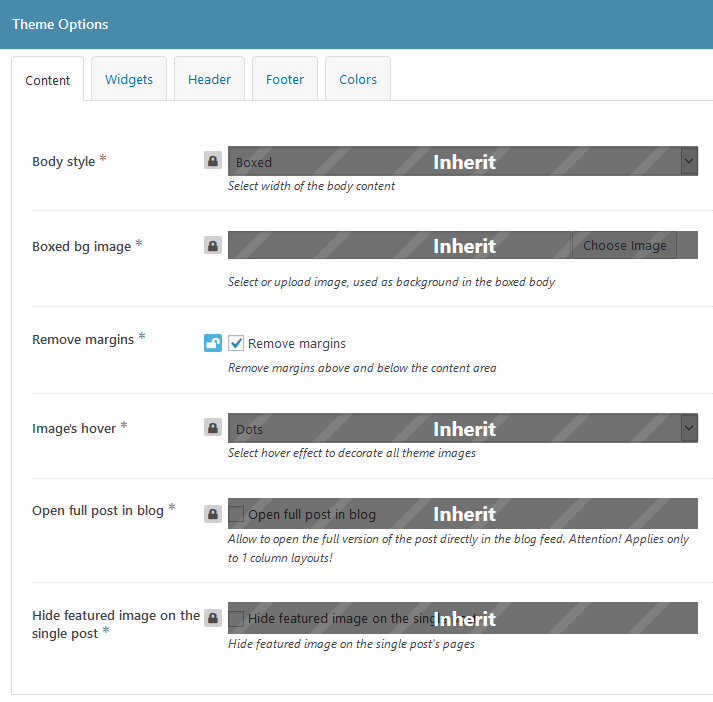 Theme Options
Content Widgets Header Footer Colors
Body style * Boxed Inherit
Select width of the body content
Boxed bg image * Inherit Choose Image
Select or upload image, used as background in the boxed body
Remove margins * Remove margins
Remove margins above and below the content area
Image's hover * Dots Inherit
Select hover effect to decorate all theme images
Open full post in blog * Open full post in blog Inherit
Allow to open the full version of the post directly in the blog feed. Attention! Applies only
to 1 column layouts!
Hide featured image on the Hide featured image on the Inherit
single post *
Hide featured image on the single post's pages